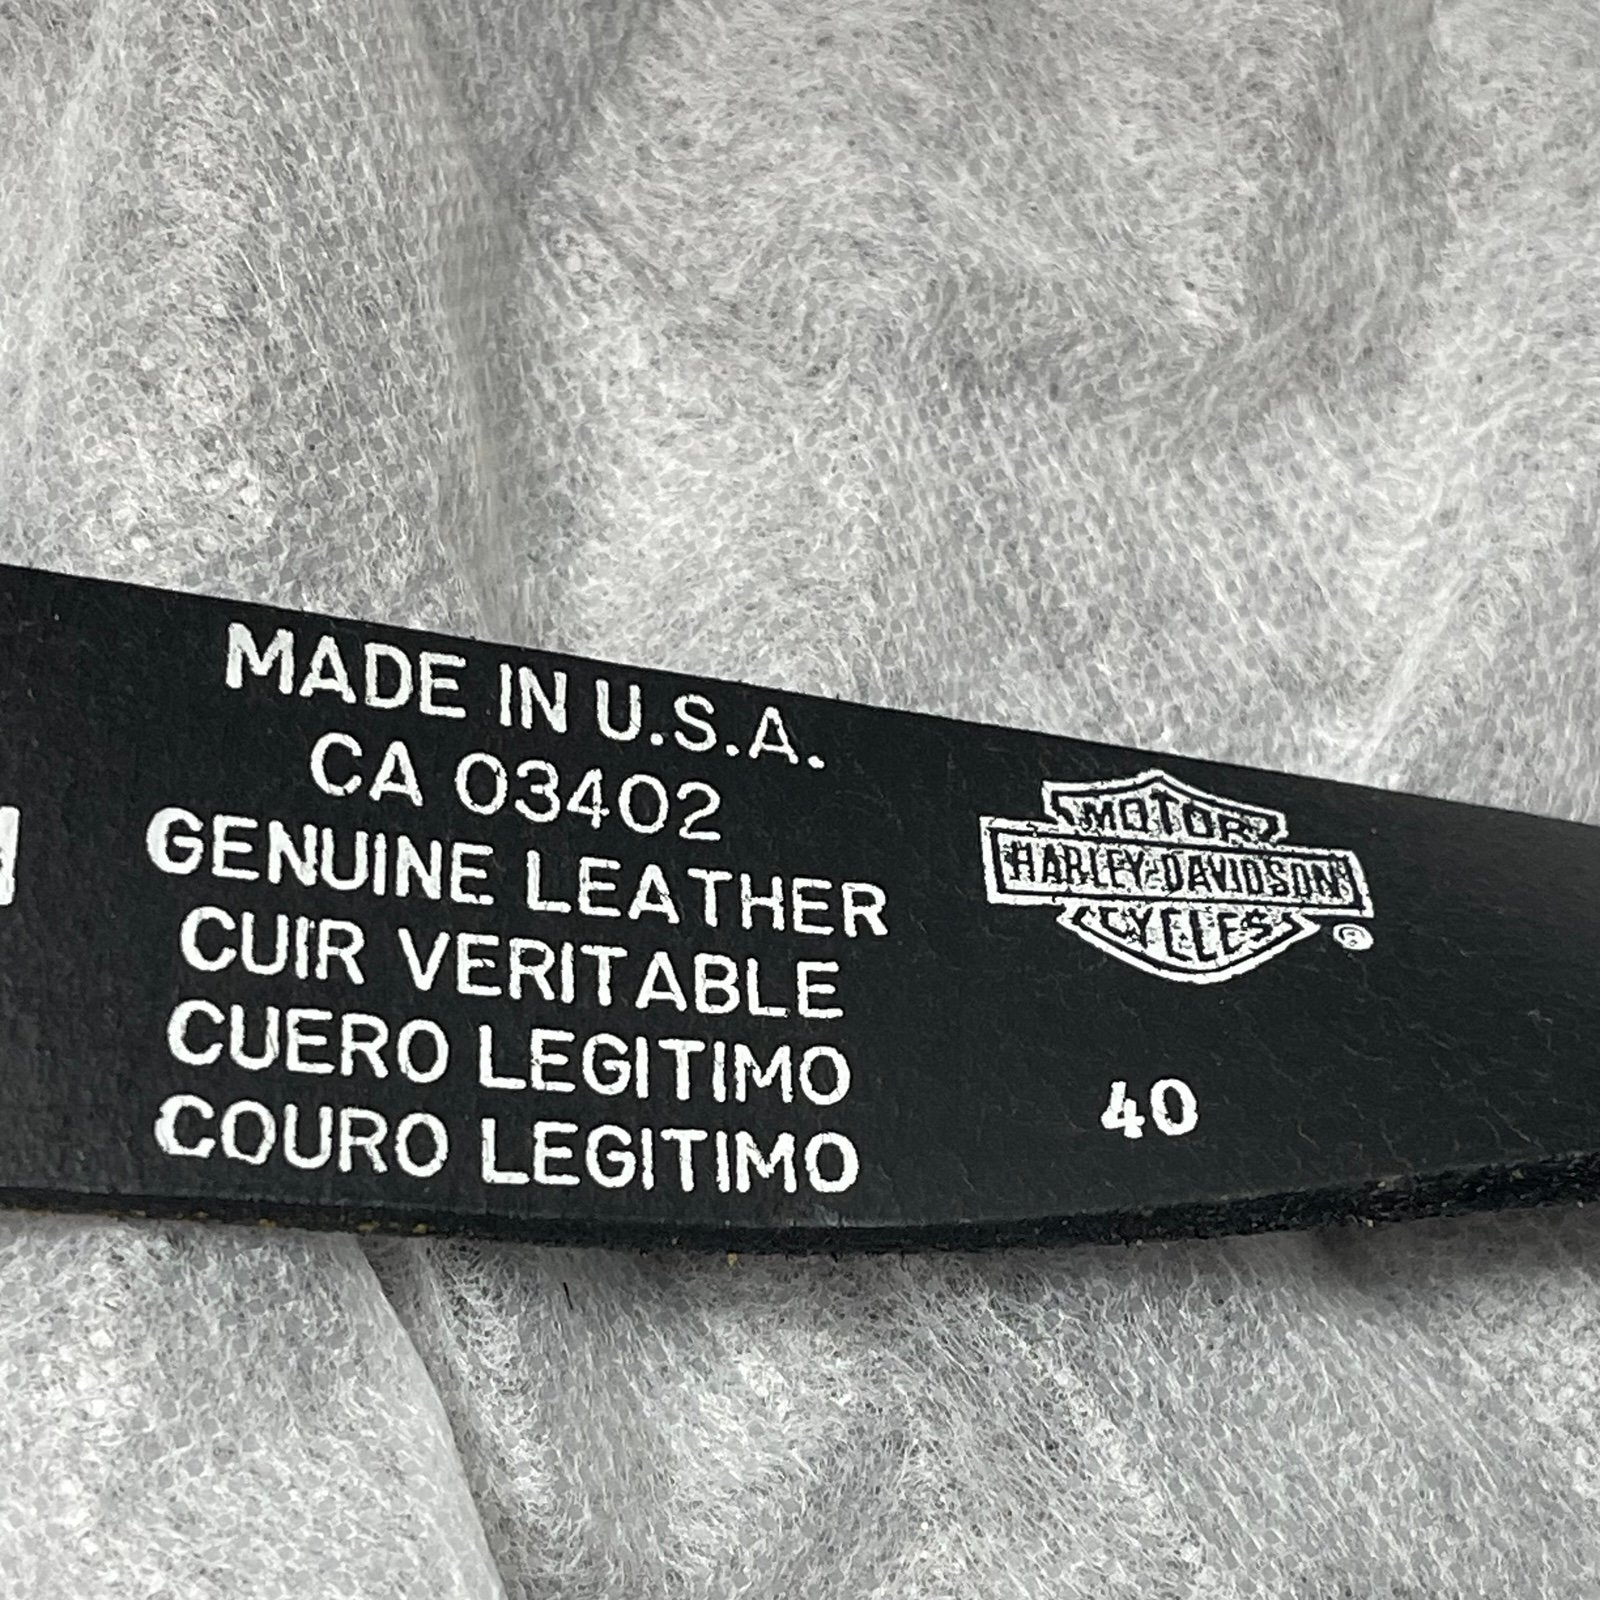 MADE IN U.S.A.
CA 03402
GENUINE LEATHER
CUIR VERITABLE
CUERO LEGITIMO
COURO LEGITIMO
MOTOR
HARLEY-DAVIDSON
CYCLES
®
40